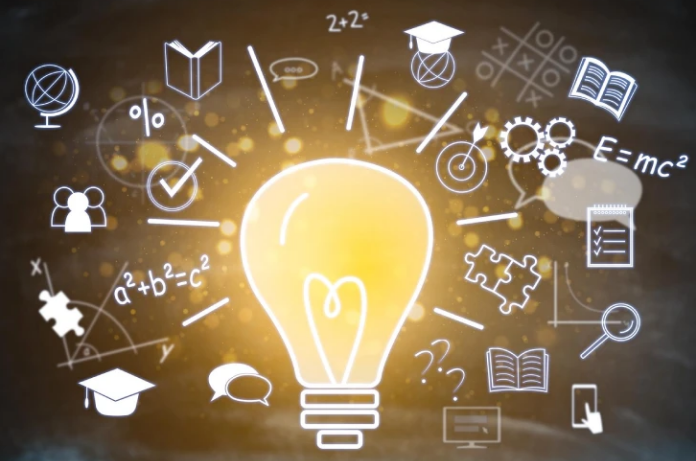 2+2=
%
E=mc²
a²+b²=c²
x
y
???